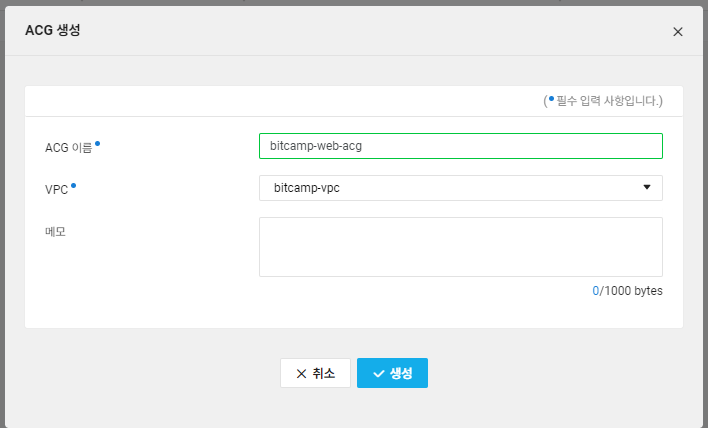 ACG 생성
(• 필수 입력 사항입니다.)
ACG 이름 •
bitcamp-web-acg
VPC •
bitcamp-vpc
메모
0/1000 bytes
취소
생성